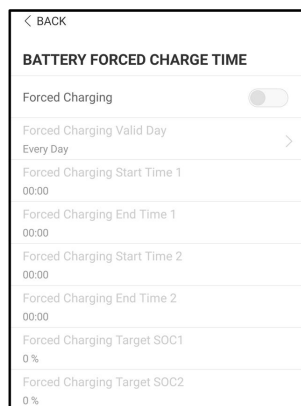 < BACK
BATTERY FORCED CHARGE TIME
Forced Charging
Forced Charging Valid Day
Every Day
Forced Charging Start Time 1
00:00
Forced Charging End Time 1
00:00
Forced Charging Start Time 2
00:00
Forced Charging End Time 2
00:00
Forced Charging Target SOC1
0 %
Forced Charging Target SOC2
0 %